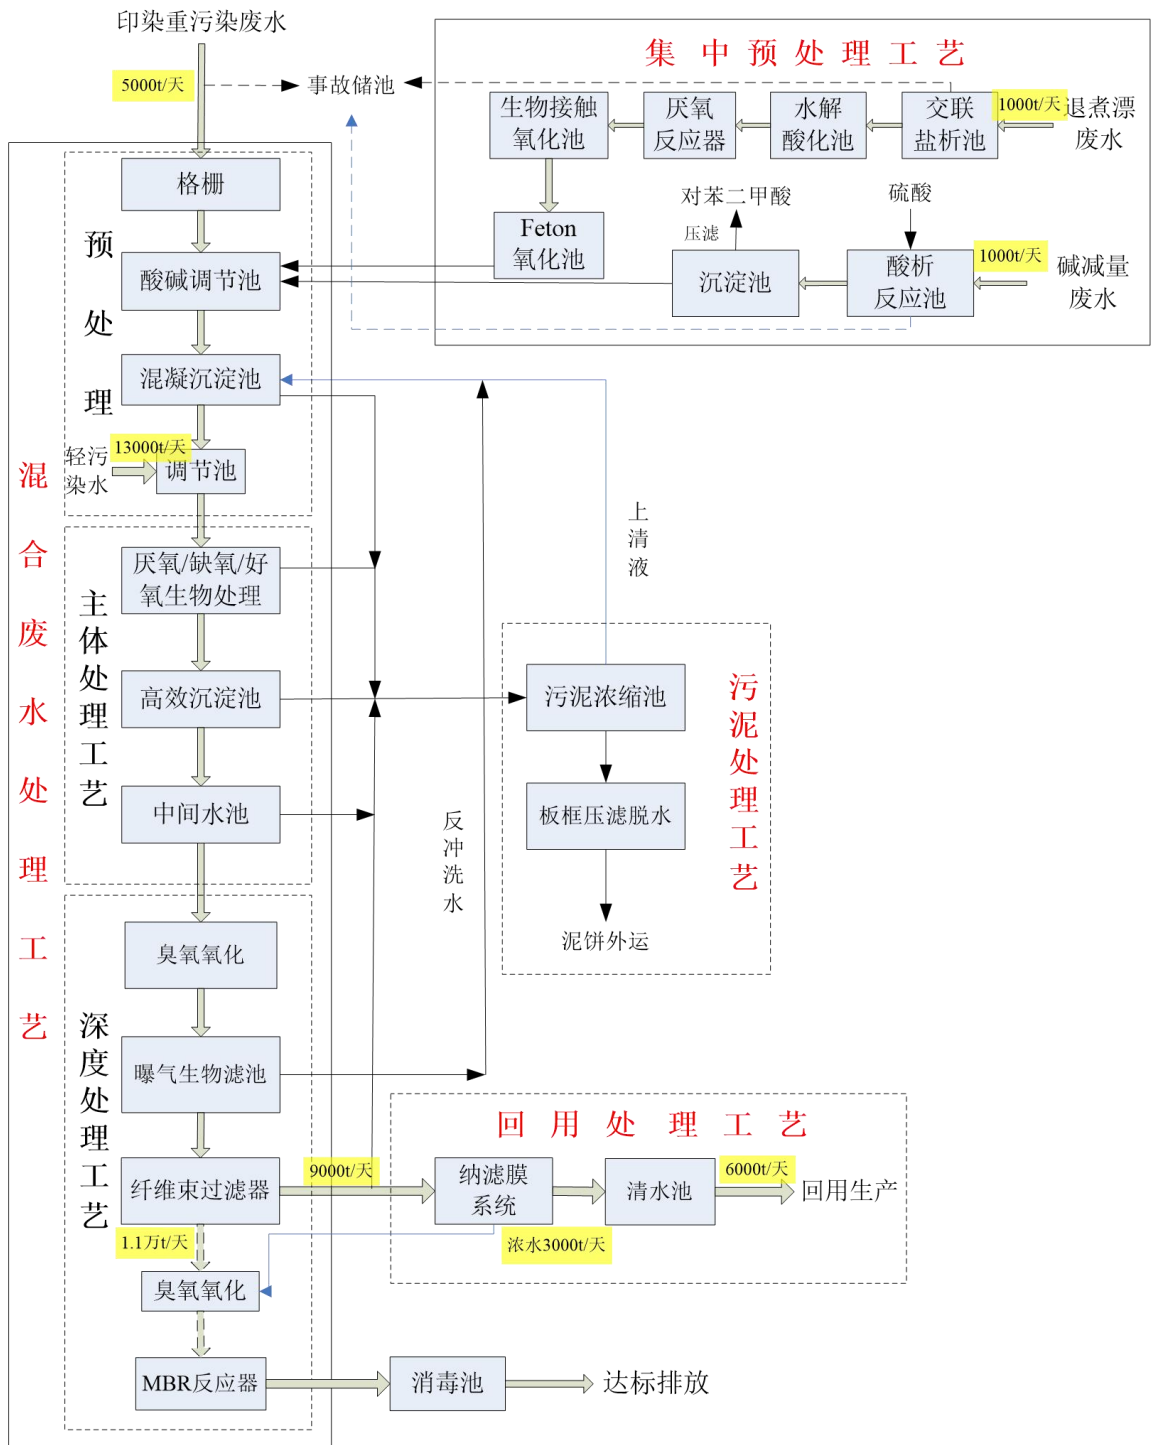 印染重污染废水
5000t/天
事故储池
集中预处理工艺
生物接触
氧化池
厌氧
反应器
水解
酸化池
交联
盐析池
1000t/天
退煮漂
废水
Feton
氧化池
对苯二甲酸
压滤
沉淀池
硫酸
酸析
反应池
1000t/天
碱减量
废水
混合废水处理工艺
预处理
格栅
酸碱调节池
混凝沉淀池
轻污
染水
13000t/天
调节池
主体处理工艺
厌氧/缺氧/好
氧生物处理
高效沉淀池
中间水池
上清液
反冲洗水
污泥处理工艺
污泥浓缩池
板框压滤脱水
泥饼外运
深度处理工艺
臭氧氧化
曝气生物滤池
纤维束过滤器
1.1万t/天
臭氧氧化
MBR反应器
消毒池
达标排放
回用处理工艺
9000t/天
纳滤膜
系统
清水池
6000t/天
回用生产
浓水3000t/天